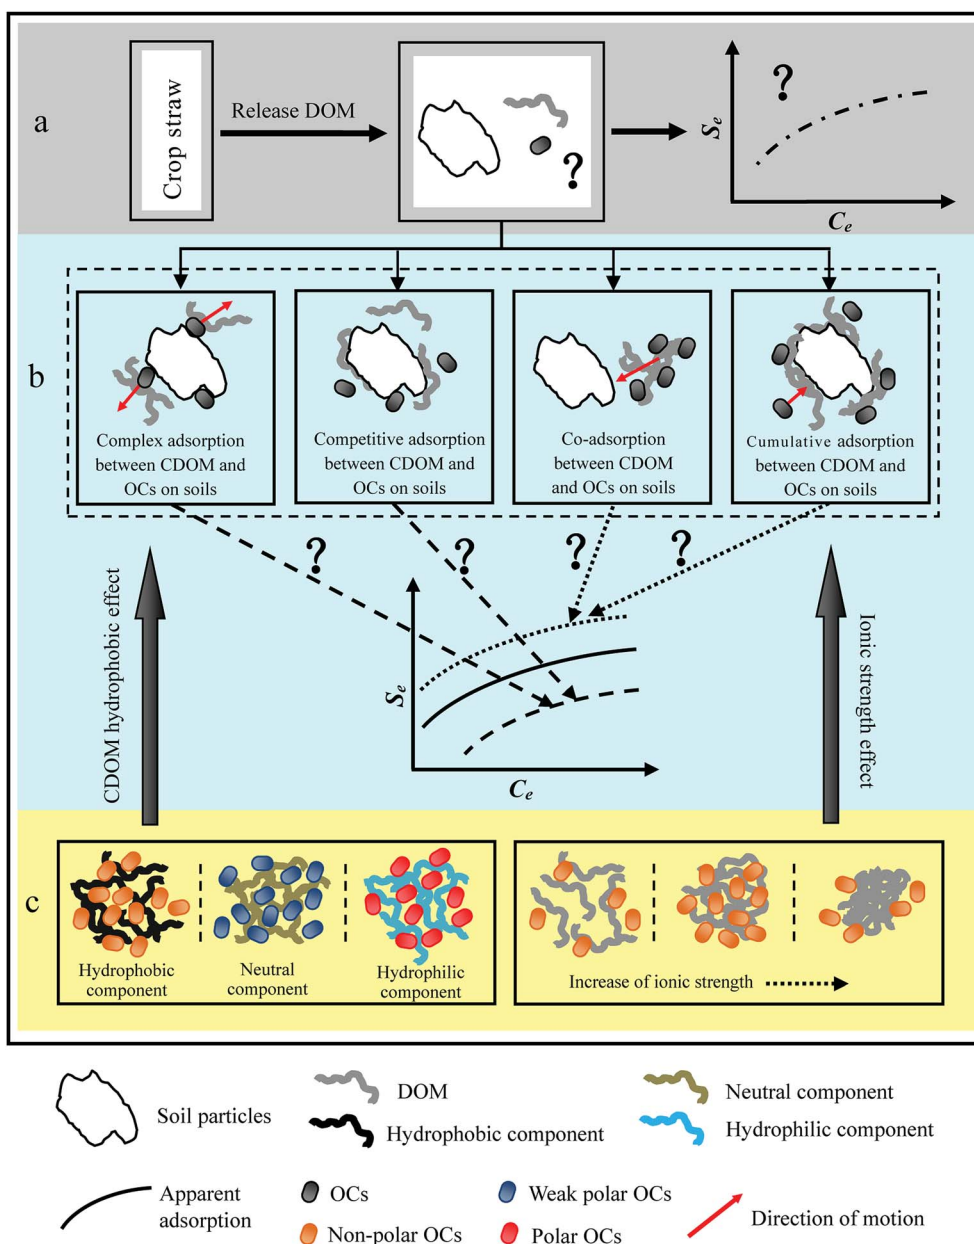 a
Crop straw
Release DOM
?
?
Se
Ce
b
Complex adsorption
between CDOM and
OCs on soils
Competitive adsorption
between CDOM and
OCs on soils
Co-adsorption
between CDOM
and OCs on soils
Cumulative adsorption
between CDOM and
OCs on soils
?
?
?
?
CDOM hydrophobic effect
Se
Ce
Ionic strength
effect
c
Hydrophobic
component
Neutral
component
Hydrophilic
component
Increase of ionic strength
Soil particles
DOM
Hydrophobic component
Neutral component
Hydrophilic component
Apparent
adsorption
OCs
Non-polar OCs
Weak polar OCs
Polar OCs
Direction of motion